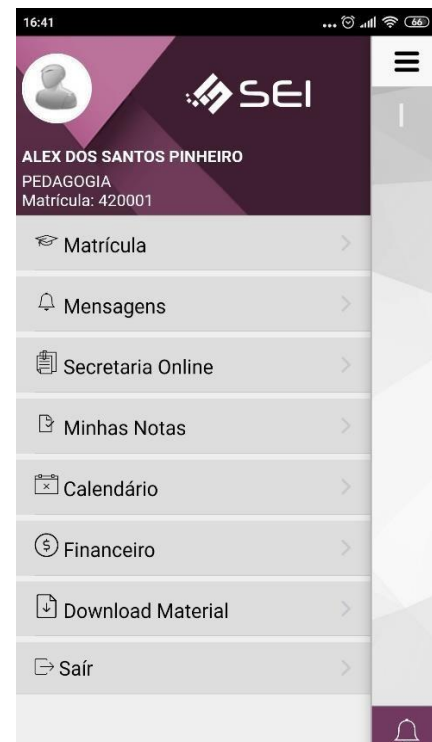 16:41
66
SEI
ALEX DOS SANTOS PINHEIRO
PEDAGOGIA
Matrícula: 420001
Matrícula
Mensagens
Secretaria Online
Minhas Notas
Calendário
Financeiro
Download Material
Saír